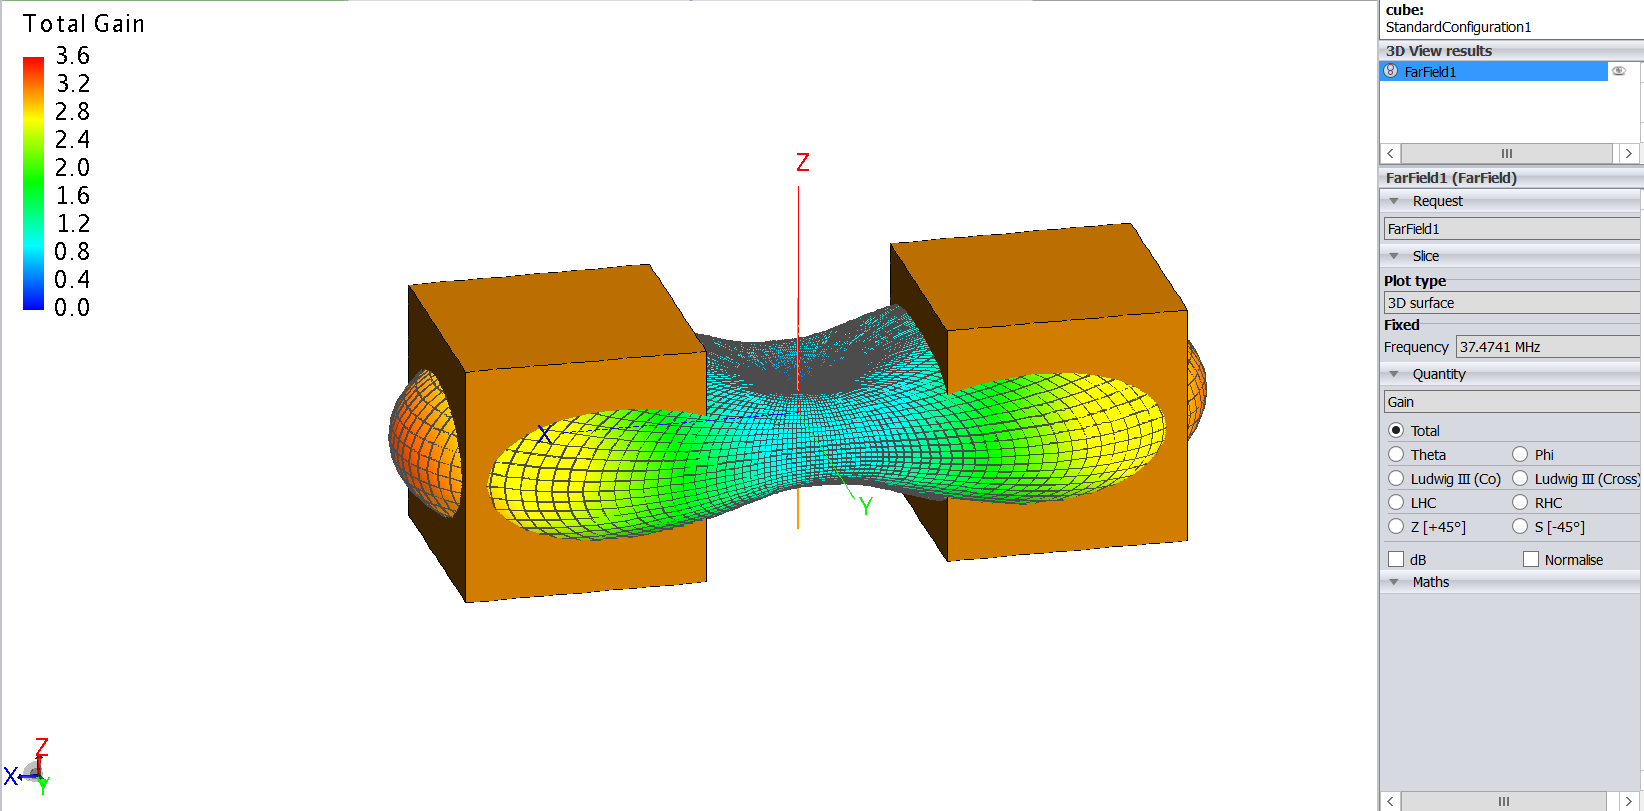 Total Gain
3.6
3.2
2.8
2.4
2.0
1.6
1.2
0.8
0.4
0.0
Z
X
Y
Z
X
Y
cube:
StandardConfiguration1
3D View results
FarField1
FarField1 (FarField)
Request
FarField1
Slice
Plot type
3D surface
Fixed
Frequency 37.4741 MHz
Quantity
Gain
Total
Theta Phi
Ludwig III (Co) Ludwig III (Cross)
LHC RHC
Z [+45°] S [-45°]
dB Normalise
Maths